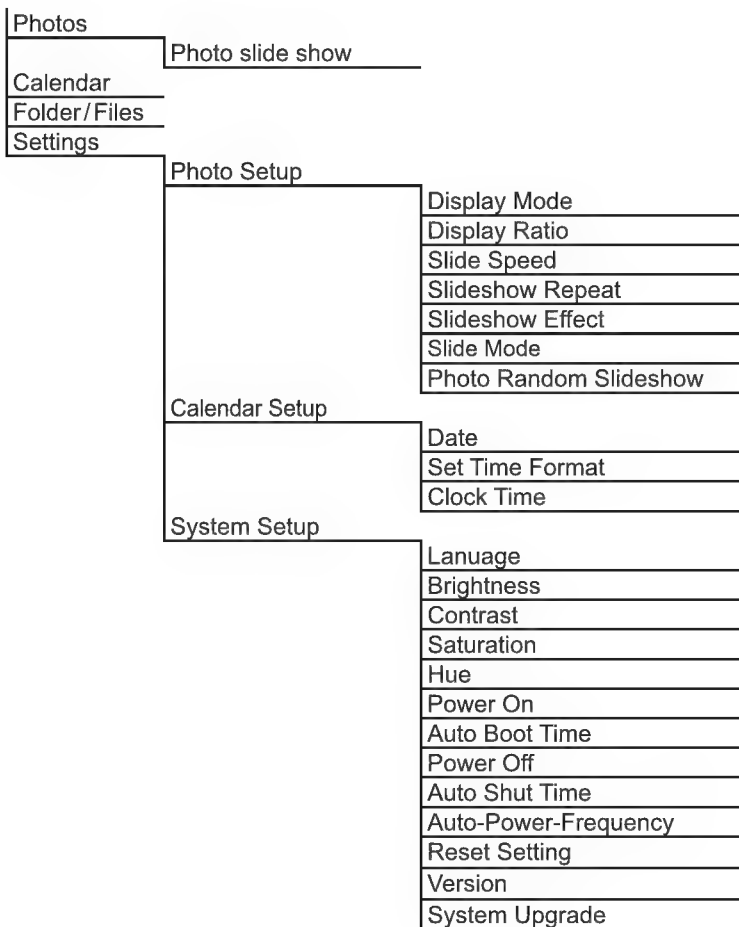 Photos
Photo slide show
Calendar
Folder/Files
Settings
Photo Setup
Display Mode
Display Ratio
Slide Speed
Slideshow Repeat
Slideshow Effect
Slide Mode
Photo Random Slideshow
Calendar Setup
Date
Set Time Format
Clock Time
System Setup
Lanuage
Brightness
Contrast
Saturation
Hue
Power On
Auto Boot Time
Power Off
Auto Shut Time
Auto-Power-Frequency
Reset Setting
Version
System Upgrade